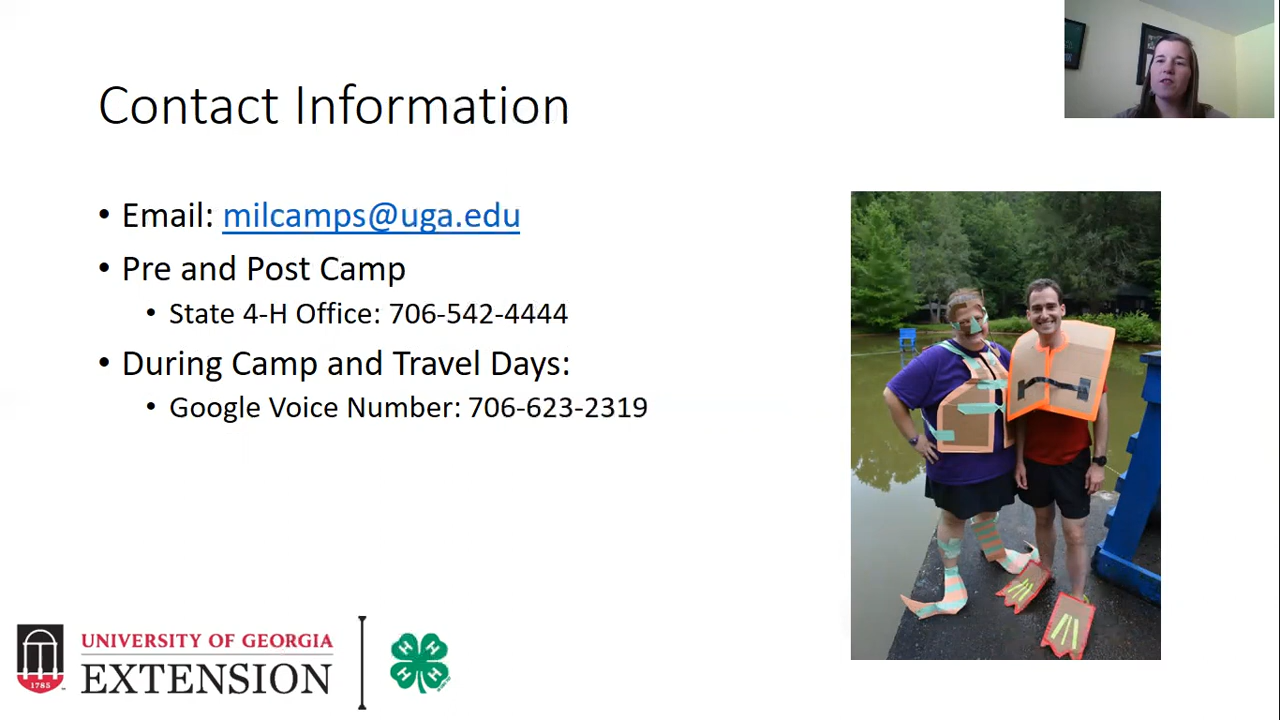 Contact Information
• Email: milcamps@uga.edu
• Pre and Post Camp
• State 4-H Office: 706-542-4444
• During Camp and Travel Days:
• Google Voice Number: 706-623-2319
UNIVERSITY OF GEORGIA
EXTENSION
1785
H H H H